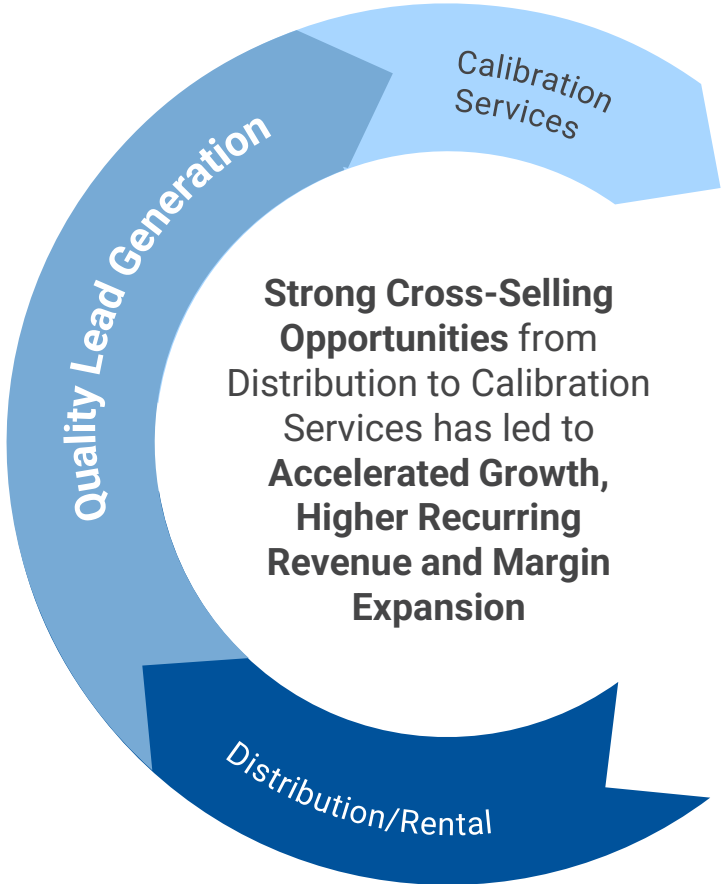 Calibration
Services
Quality Lead Generation
Strong Cross-Selling
Opportunities from
Distribution to Calibration
Services has led to
Accelerated Growth,
Higher Recurring
Revenue and Margin
Expansion
Distribution/Rental